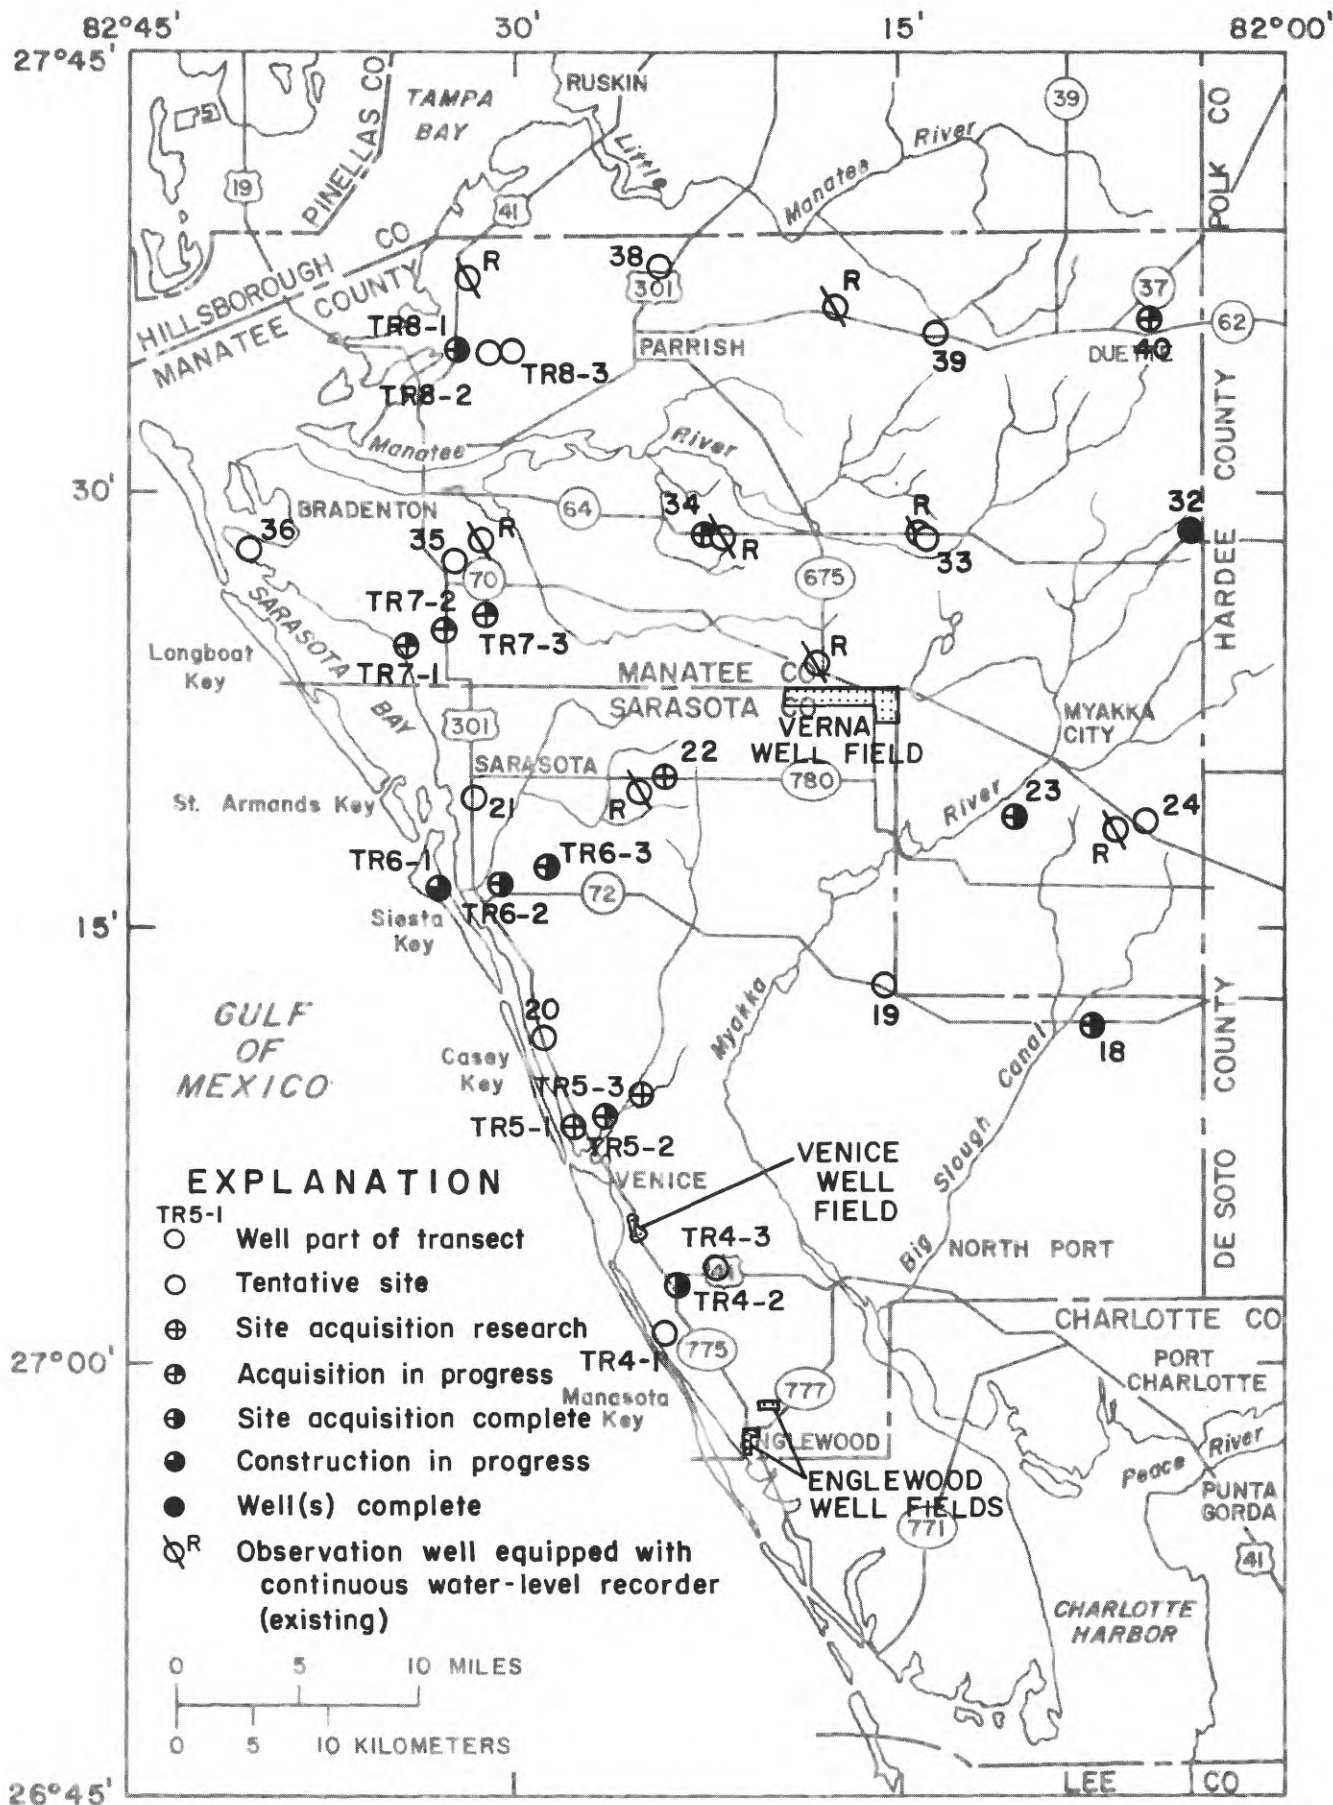 82°45'
30'
15'
82°00'
27°45'
PINELLAS CO
TAMPA
BAY
RUSKIN
Little
Manatee
River
39
POLK CO
19
41
HILLSBOROUGH CO
MANATEE COUNTY
R
38
301
R
37
62
TR8-1
TR8-2
TR8-3
PARRISH
39
DUETTE
40
Manatee
River
30'
BRADENTON
64
34
R
R
33
32
HARDEE COUNTY
36
35
R
70
675
TR7-2
TR7-3
TR7-1
SARASOTA
BAY
Longboat
Key
R
MANATEE CO
SARASOTA CO
301
VERNA
WELL FIELD
MYAKKA
CITY
SARASOTA
22
780
R
21
St. Armands Key
River
23
24
R
TR6-1
TR6-3
TR6-2
72
15'
Siesta
Key
GULF
OF
MEXICO
20
Casey
Key
Myakka
19
18
Canal
Slough
Big
DE SOTO COUNTY
TR5-3
TR5-1
TR5-2
VENICE
VENICE
WELL
FIELD
TR4-3
41
TR4-2
NORTH PORT
TR4-1
775
CHARLOTTE CO
27°00'
PORT
CHARLOTTE
Manasota
Key
777
ENGLEWOOD
ENGLEWOOD
WELL FIELDS
Peace
River
PUNTA
GORDA
771
41
CHARLOTTE
HARBOR
EXPLANATION
TR5-1
Well part of transect
Tentative site
Site acquisition research
Acquisition in progress
Site acquisition complete
Construction in progress
Well(s) complete
R
Observation well equipped with
continuous water-level recorder
(existing)
0 5 10 MILES
0 5 10 KILOMETERS
26°45'
LEE CO